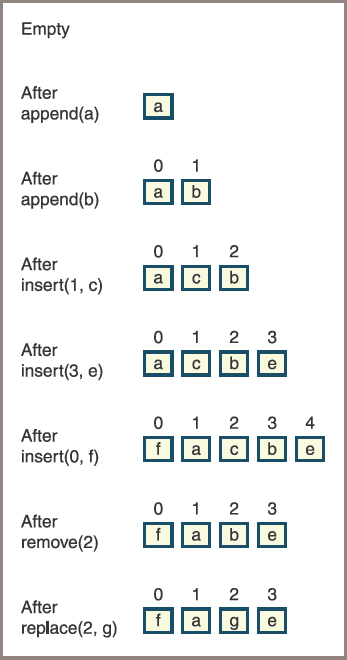 Empty
After
append(a)
a
0 1
After
append(b)
a b
0 1 2
After
insert(1, c)
a c b
0 1 2 3
After
insert(3, e)
a c b e
0 1 2 3 4
After
insert(0, f)
f a c b e
0 1 2 3
After
remove(2)
f a b e
0 1 2 3
After
replace(2, g)
f a g e